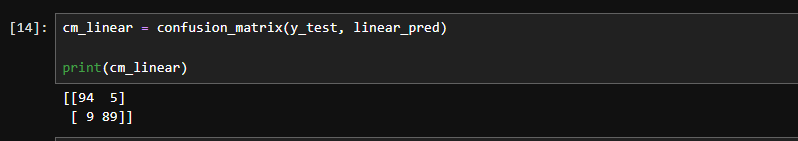 [14]: cm_linear = confusion_matrix(y_test, linear_pred)
print(cm_linear)
[[94  5]
 [ 9 89]]